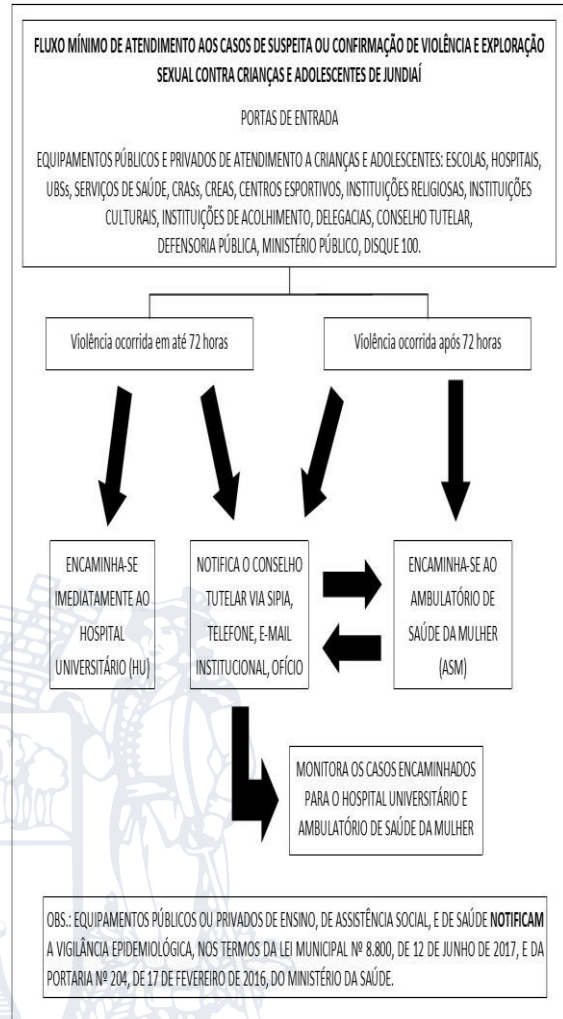 FLUXO MÍNIMO DE ATENDIMENTO AOS CASOS DE SUSPEITA OU CONFIRMAÇÃO DE VIOLÊNCIA E EXPLORAÇÃO
SEXUAL CONTRA CRIANÇAS E ADOLESCENTES DE JUNDIAÍ
PORTAS DE ENTRADA
EQUIPAMENTOS PÚBLICOS E PRIVADOS DE ATENDIMENTO A CRIANÇAS E ADOLESCENTES: ESCOLAS, HOSPITAIS,
UBSs, SERVIÇOS DE SAÚDE, CRASs, CREAS, CENTROS ESPORTIVOS, INSTITUIÇÕES RELIGIOSAS, INSTITUIÇÕES
CULTURAIS, INSTITUIÇÕES DE ACOLHIMENTO, DELEGACIAS, CONSELHO TUTELAR,
DEFENSORIA PÚBLICA, MINISTÉRIO PÚBLICO, DISQUE 100.
Violência ocorrida em até 72 horas
Violência ocorrida após 72 horas
ENCAMINHA-SE
IMEDIATAMENTE AO
HOSPITAL
UNIVERSITÁRIO (HU)
NOTIFICA O CONSELHO
TUTELAR VIA SIPIA,
TELEFONE, E-MAIL
INSTITUCIONAL, OFÍCIO
ENCAMINHA-SE AO
AMBULATÓRIO DE
SAÚDE DA MULHER
(ASM)
MONITORA OS CASOS ENCAMINHADOS
PARA O HOSPITAL UNIVERSITÁRIO E
AMBULATÓRIO DE SAÚDE DA MULHER
OBS.: EQUIPAMENTOS PÚBLICOS OU PRIVADOS DE ENSINO, DE ASSISTÊNCIA SOCIAL, E DE SAÚDE NOTIFICAM
A VIGILÂNCIA EPIDEMIOLÓGICA, NOS TERMOS DA LEI MUNICIPAL Nº 8.800, DE 12 DE JUNHO DE 2017, E DA
PORTARIA Nº 204, DE 17 DE FEVEREIRO DE 2016, DO MINISTÉRIO DA SAÚDE.